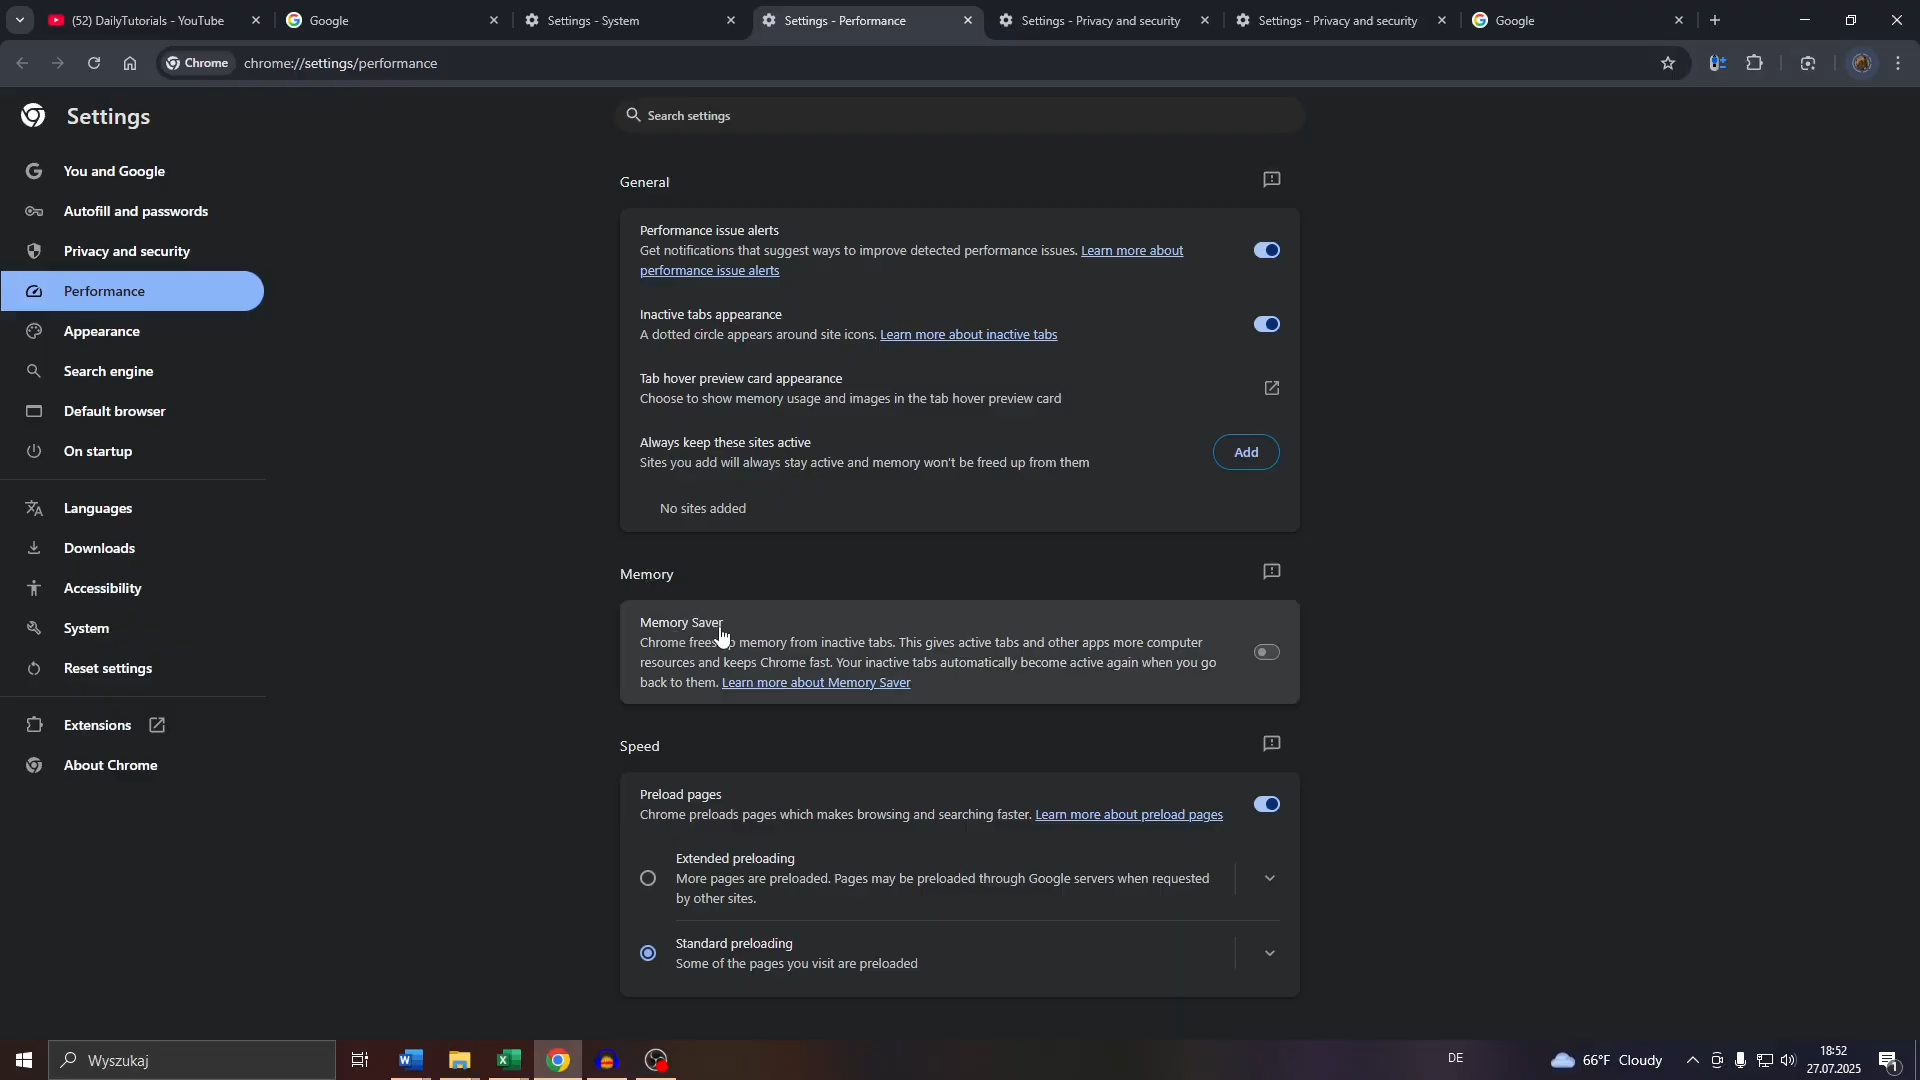 (52) DailyTutorials - YouTube
Google
Settings - System
Settings - Performance
Settings - Privacy and security
Settings - Privacy and security
Google
Chrome
chrome://settings/performance
Settings
Search settings
You and Google
Autofill and passwords
Privacy and security
Performance
Appearance
Search engine
Default browser
On startup
Languages
Downloads
Accessibility
System
Reset settings
Extensions
About Chrome
General
Performance issue alerts
Get notifications that suggest ways to improve detected performance issues. Learn more about
performance issue alerts
Inactive tabs appearance
A dotted circle appears around site icons. Learn more about inactive tabs
Tab hover preview card appearance
Choose to show memory usage and images in the tab hover preview card
Always keep these sites active
Sites you add will always stay active and memory won't be freed up from them
Add
No sites added
Memory
Memory Saver
Chrome frees up memory from inactive tabs. This gives active tabs and other apps more computer
resources and keeps Chrome fast. Your inactive tabs automatically become active again when you go
back to them. Learn more about Memory Saver
Speed
Preload pages
Chrome preloads pages which makes browsing and searching faster. Learn more about preload pages
Extended preloading
More pages are preloaded. Pages may be preloaded through Google servers when requested
by other sites.
Standard preloading
Some of the pages you visit are preloaded
Wyszukaj
DE
66°F Cloudy
18:52
27.07.2025
1